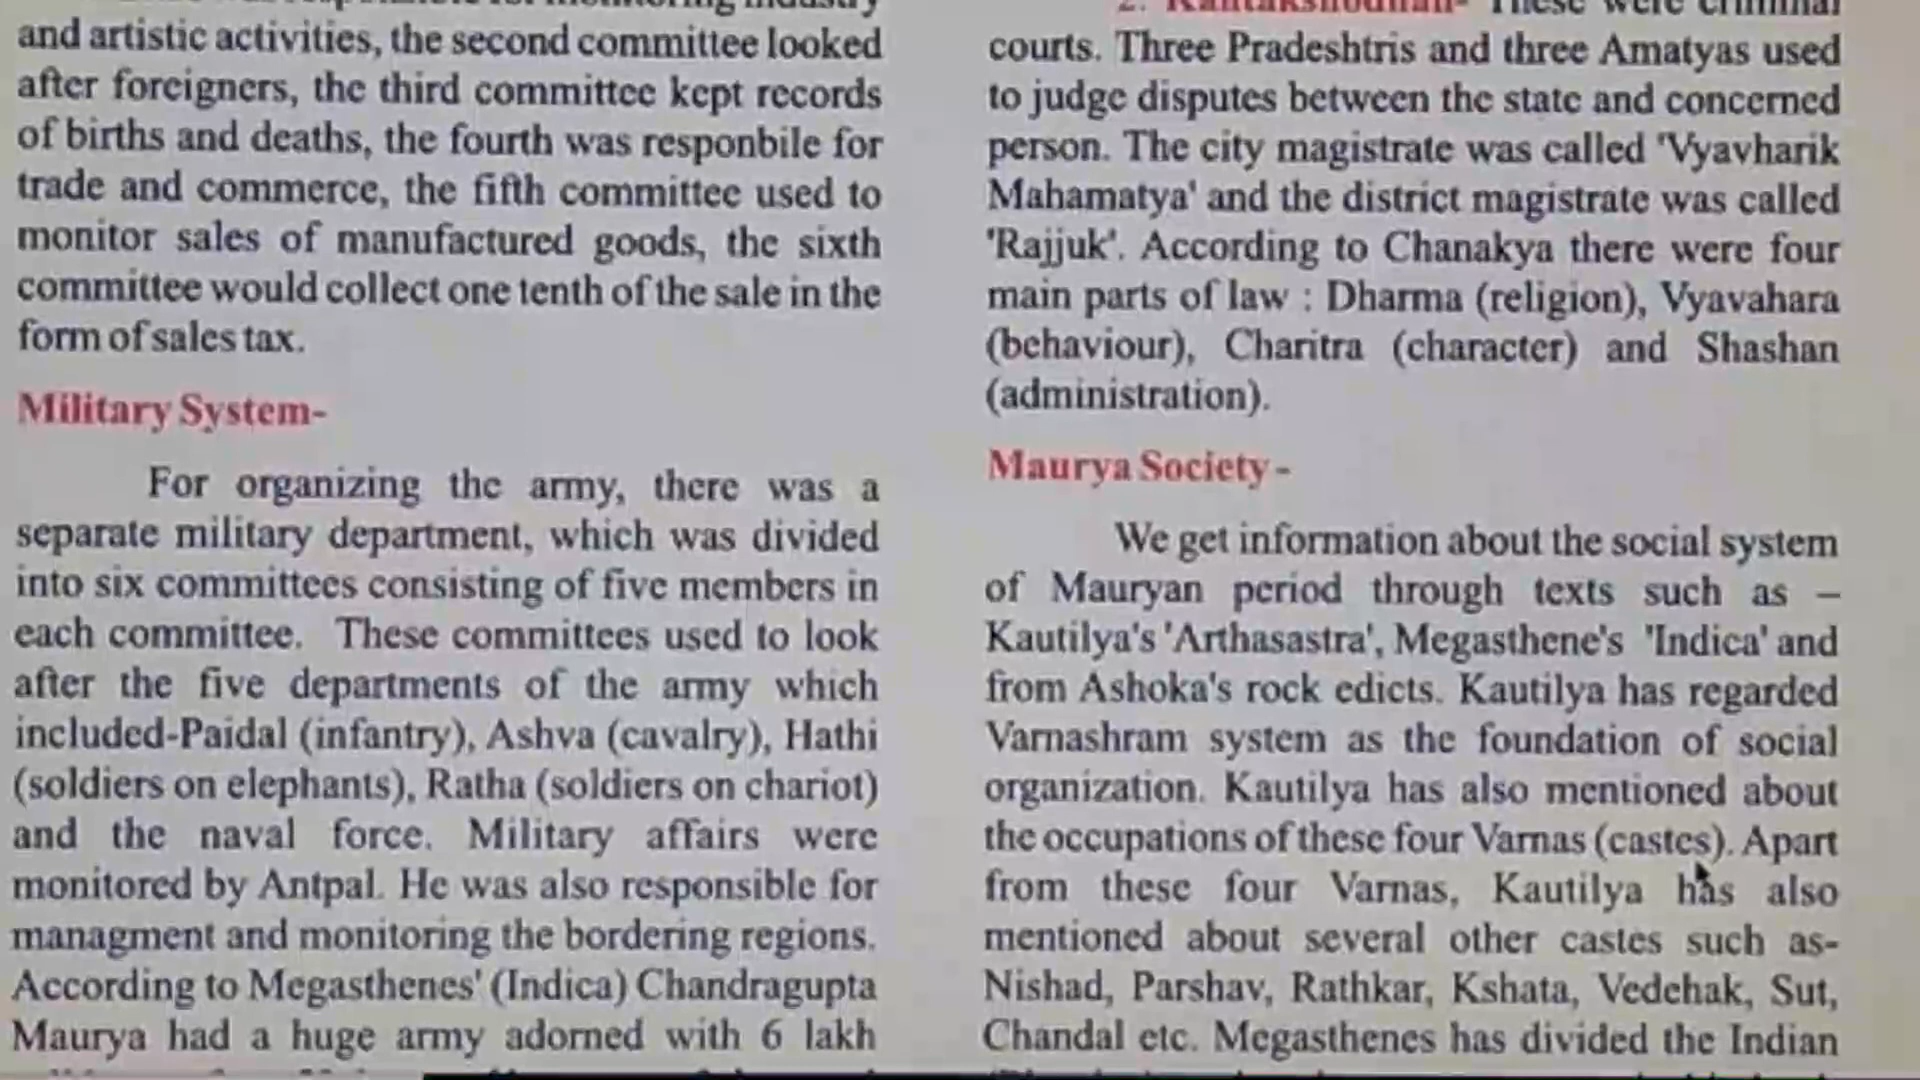 and artistic activities, the second committee looked
after foreigners, the third committee kept records
of births and deaths, the fourth was responbile for
trade and commerce, the fifth committee used to
monitor sales of manufactured goods, the sixth
committee would collect one tenth of the sale in the
form of sales tax.
Military System-
For organizing the army, there was a
separate military department, which was divided
into six committees consisting of five members in
each committee. These committees used to look
after the five departments of the army which
included-Paidal (infantry), Ashva (cavalry), Hathi
(soldiers on elephants), Ratha (soldiers on chariot)
and the naval force. Military affairs were
monitored by Antpal. He was also responsible for
managment and monitoring the bordering regions.
According to Megasthenes' (Indica) Chandragupta
Maurya had a huge army adorned with 6 lakh
2. Kantakshodhan- These were criminal
courts. Three Pradeshtris and three Amatyas used
to judge disputes between the state and concerned
person. The city magistrate was called 'Vyavharik
Mahamatya' and the district magistrate was called
'Rajjuk'. According to Chanakya there were four
main parts of law : Dharma (religion), Vyavahara
(behaviour), Charitra (character) and Shashan
(administration).
Maurya Society -
We get information about the social system
of Mauryan period through texts such as –
Kautilya's 'Arthasastra', Megasthene's 'Indica' and
from Ashoka's rock edicts. Kautilya has regarded
Varnashram system as the foundation of social
organization. Kautilya has also mentioned about
the occupations of these four Varnas (castes). Apart
from these four Varnas, Kautilya has also
mentioned about several other castes such as-
Nishad, Parshav, Rathkar, Kshata, Vedehak, Sut,
Chandal etc. Megasthenes has divided the Indian